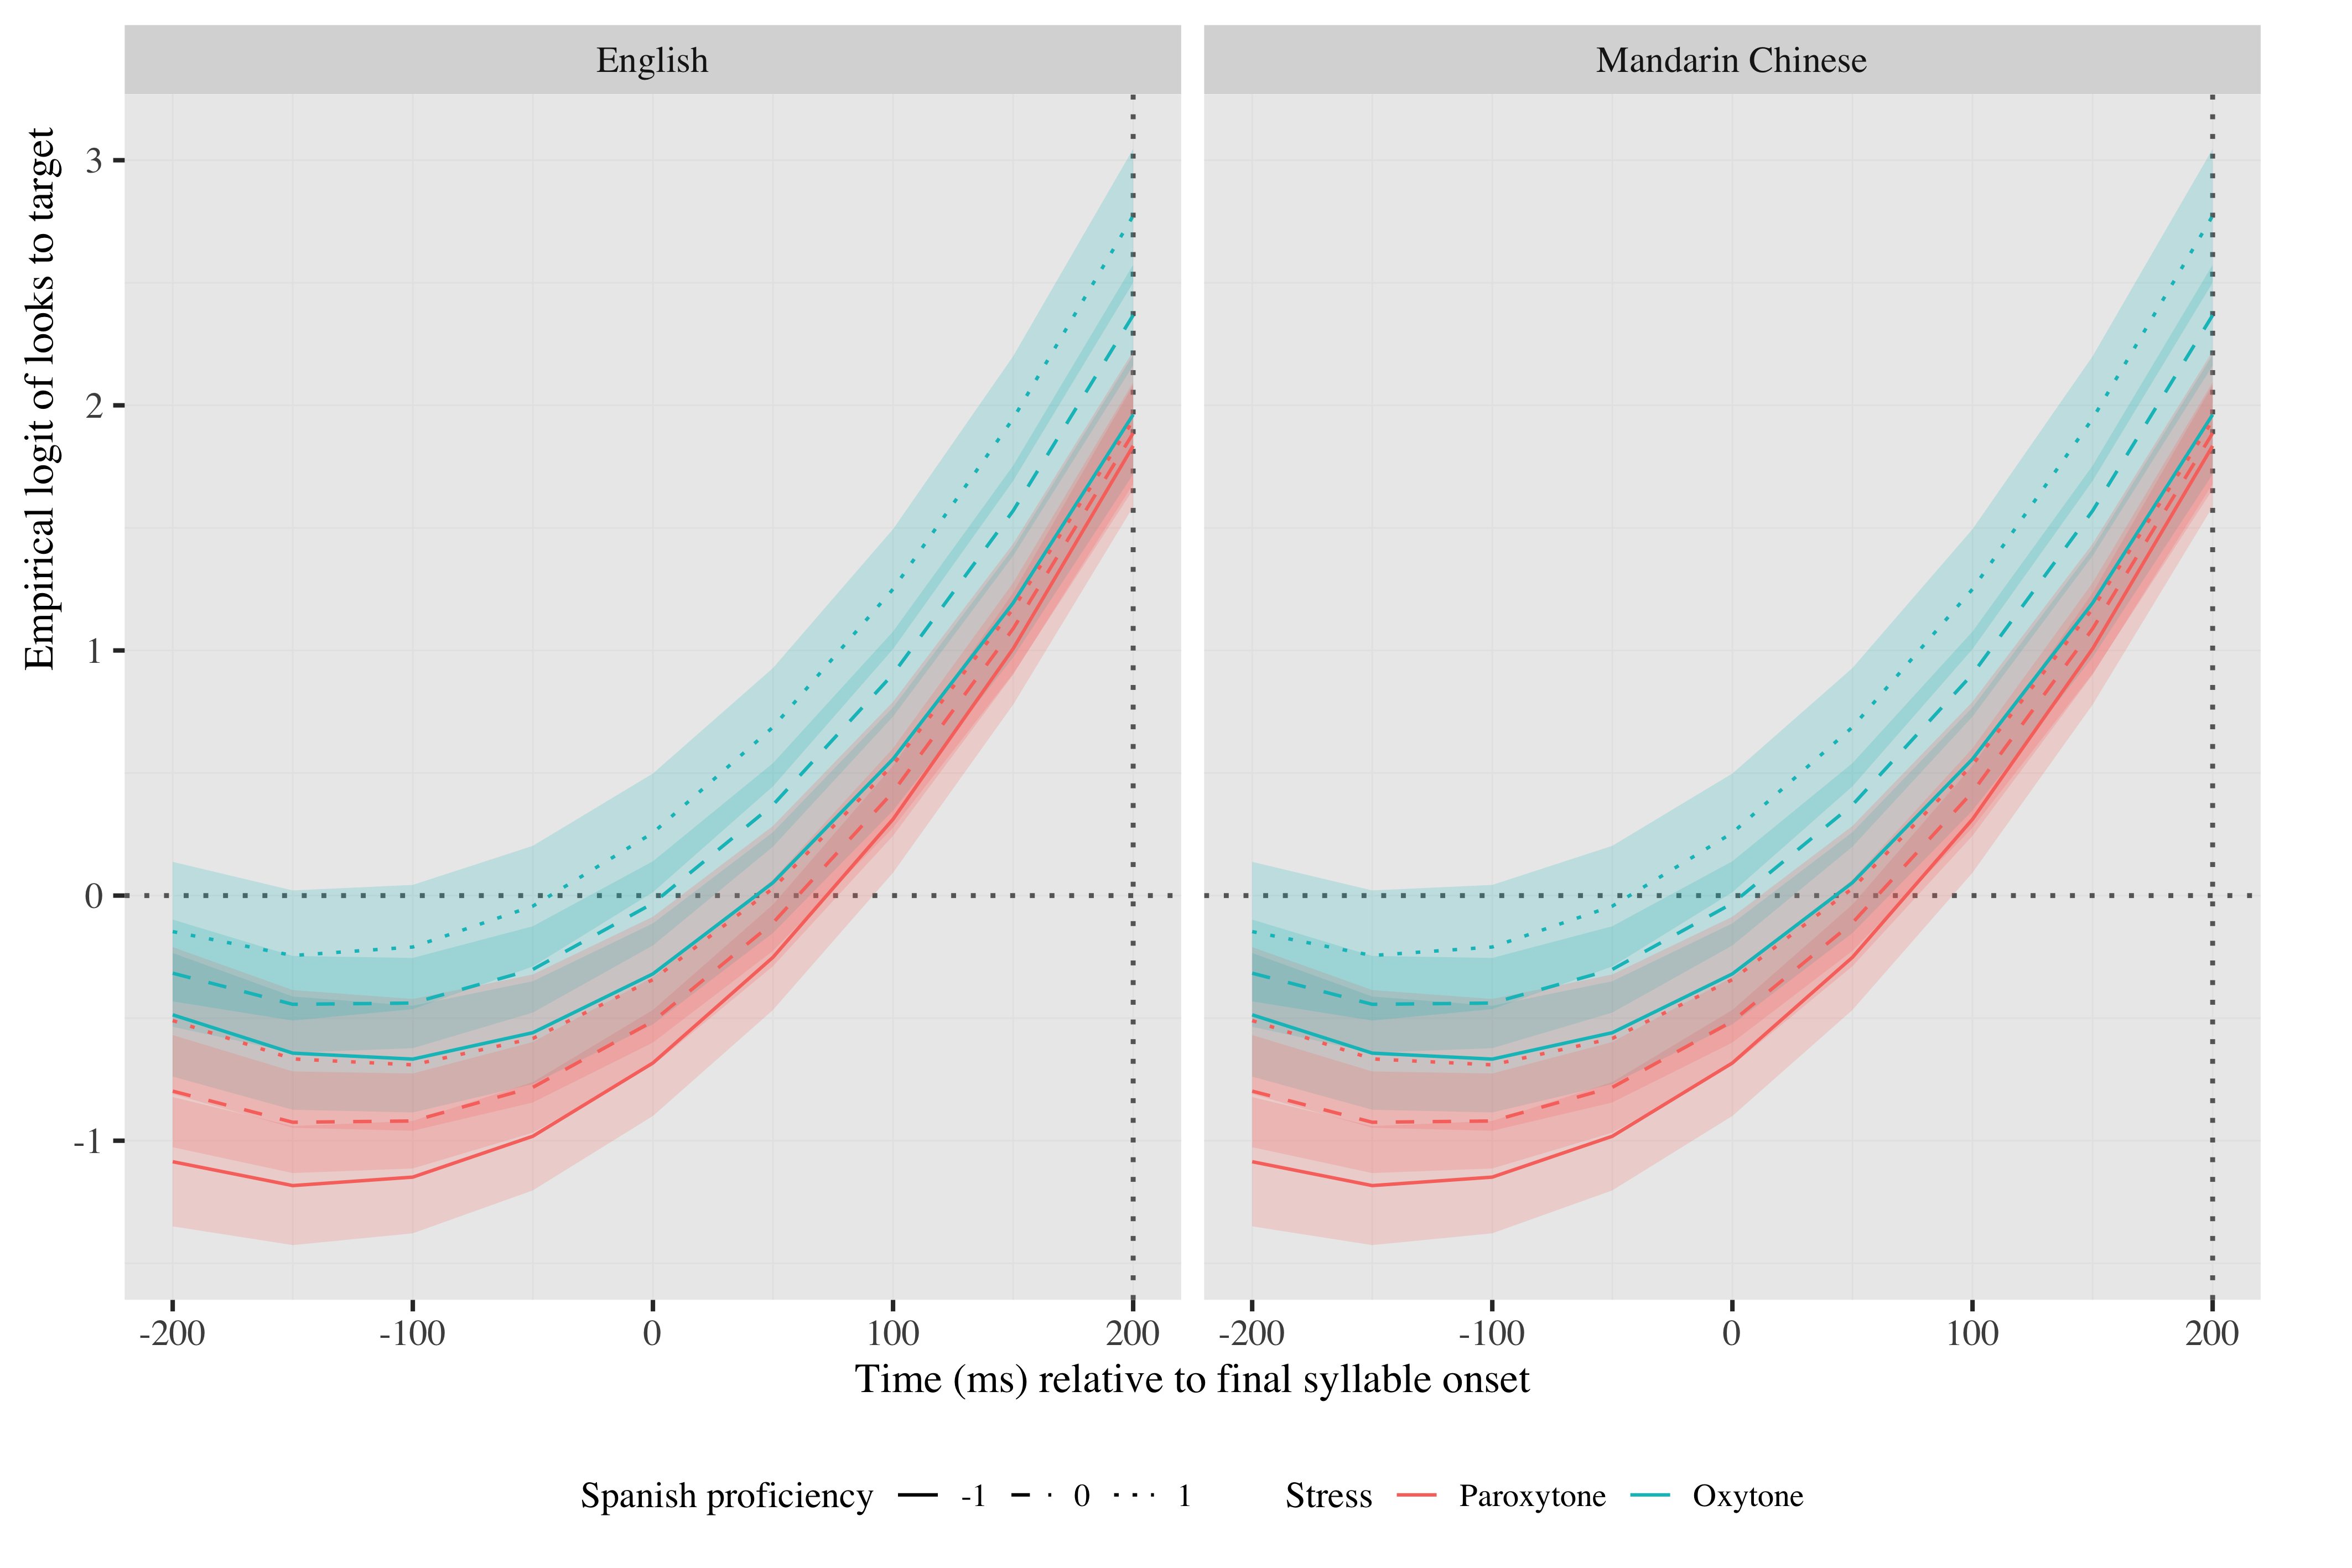 English
Mandarin Chinese
Empirical logit of looks to target
3
2
1
0
-1
-200 -100 0 100 200
-200 -100 0 100 200
Time (ms) relative to final syllable onset
Spanish proficiency -1 0 1 Stress Paroxytone Oxytone